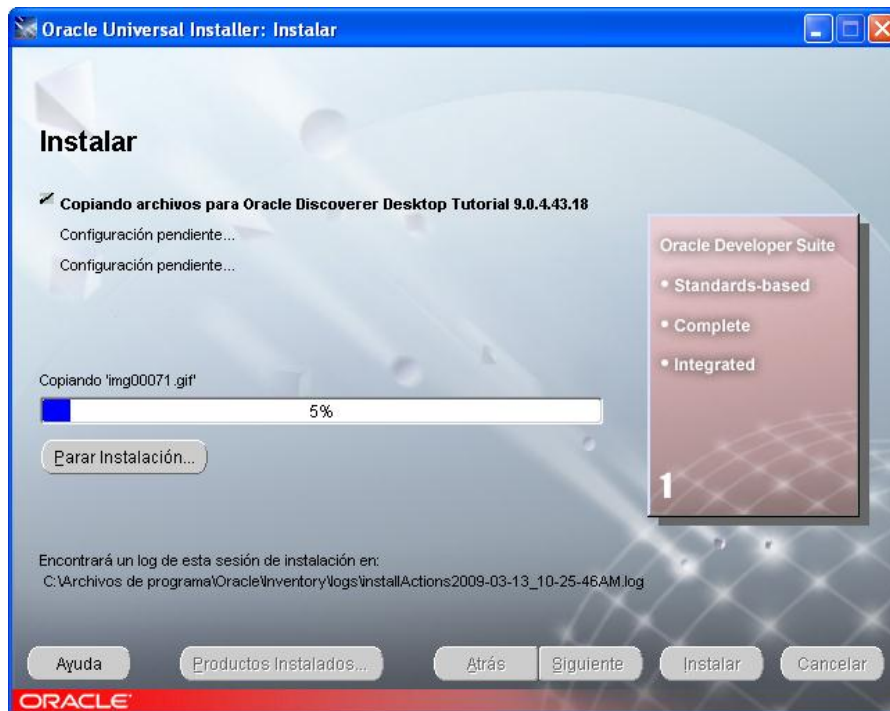 Oracle Universal Installer: Instalar
Instalar
Copiando archivos para Oracle Discoverer Desktop Tutorial 9.0.4.43.18
Configuración pendiente...
Configuración pendiente...
Oracle Developer Suite
• Standards-based
• Complete
• Integrated
1
Copiando 'img00071.gif'
5%
Parar Instalación...
Encontrará un log de esta sesión de instalación en:
C:\Archivos de programa\Oracle\Inventory\logs\installActions2009-03-13_10-25-46AM.log
Ayuda
Productos Instalados...
Atrás
Siguiente
Instalar
Cancelar
ORACLE